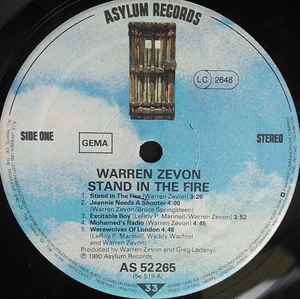 ASYLUM RECORDS
LC 2648
SIDE ONE
GEMA
STEREO
WARREN ZEVON
STAND IN THE FIRE
1. Stand In The Fire (Warren Zevon) 3:26
2. Jeannie Needs A Shooter 4:00
(Warren Zevon/Bruce Springsteen)
3. Excitable Boy (LeRoy P. Marinell/Warren Zevon) 3:52
4. Mohamed's Radio (Warren Zevon) 4:46
5. Werewolves Of London 4:48
(LeRoy P. Marinell, Waddy Wachtel
and Warren Zevon)
Produced by Warren Zevon and Greg Ladanyi
Ⓟ 1980 Asylum Records
AS 52265
33